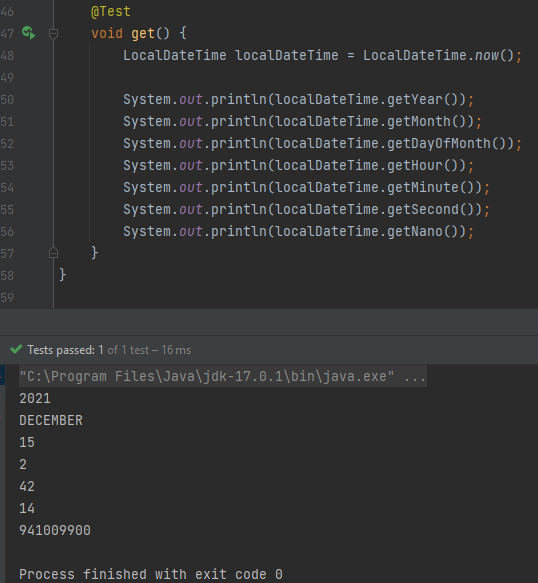 46 @Test
47 void get() {
48 LocalDateTime localDateTime = LocalDateTime.now();
49
50 System.out.println(localDateTime.getYear());
51 System.out.println(localDateTime.getMonth());
52 System.out.println(localDateTime.getDayOfMonth());
53 System.out.println(localDateTime.getHour());
54 System.out.println(localDateTime.getMinute());
55 System.out.println(localDateTime.getSecond());
56 System.out.println(localDateTime.getNano());
57 }
58 }
59
Tests passed: 1 of 1 test – 16 ms
"C:\Program Files\Java\jdk-17.0.1\bin\java.exe" ...
2021
DECEMBER
15
2
42
14
941009900
Process finished with exit code 0